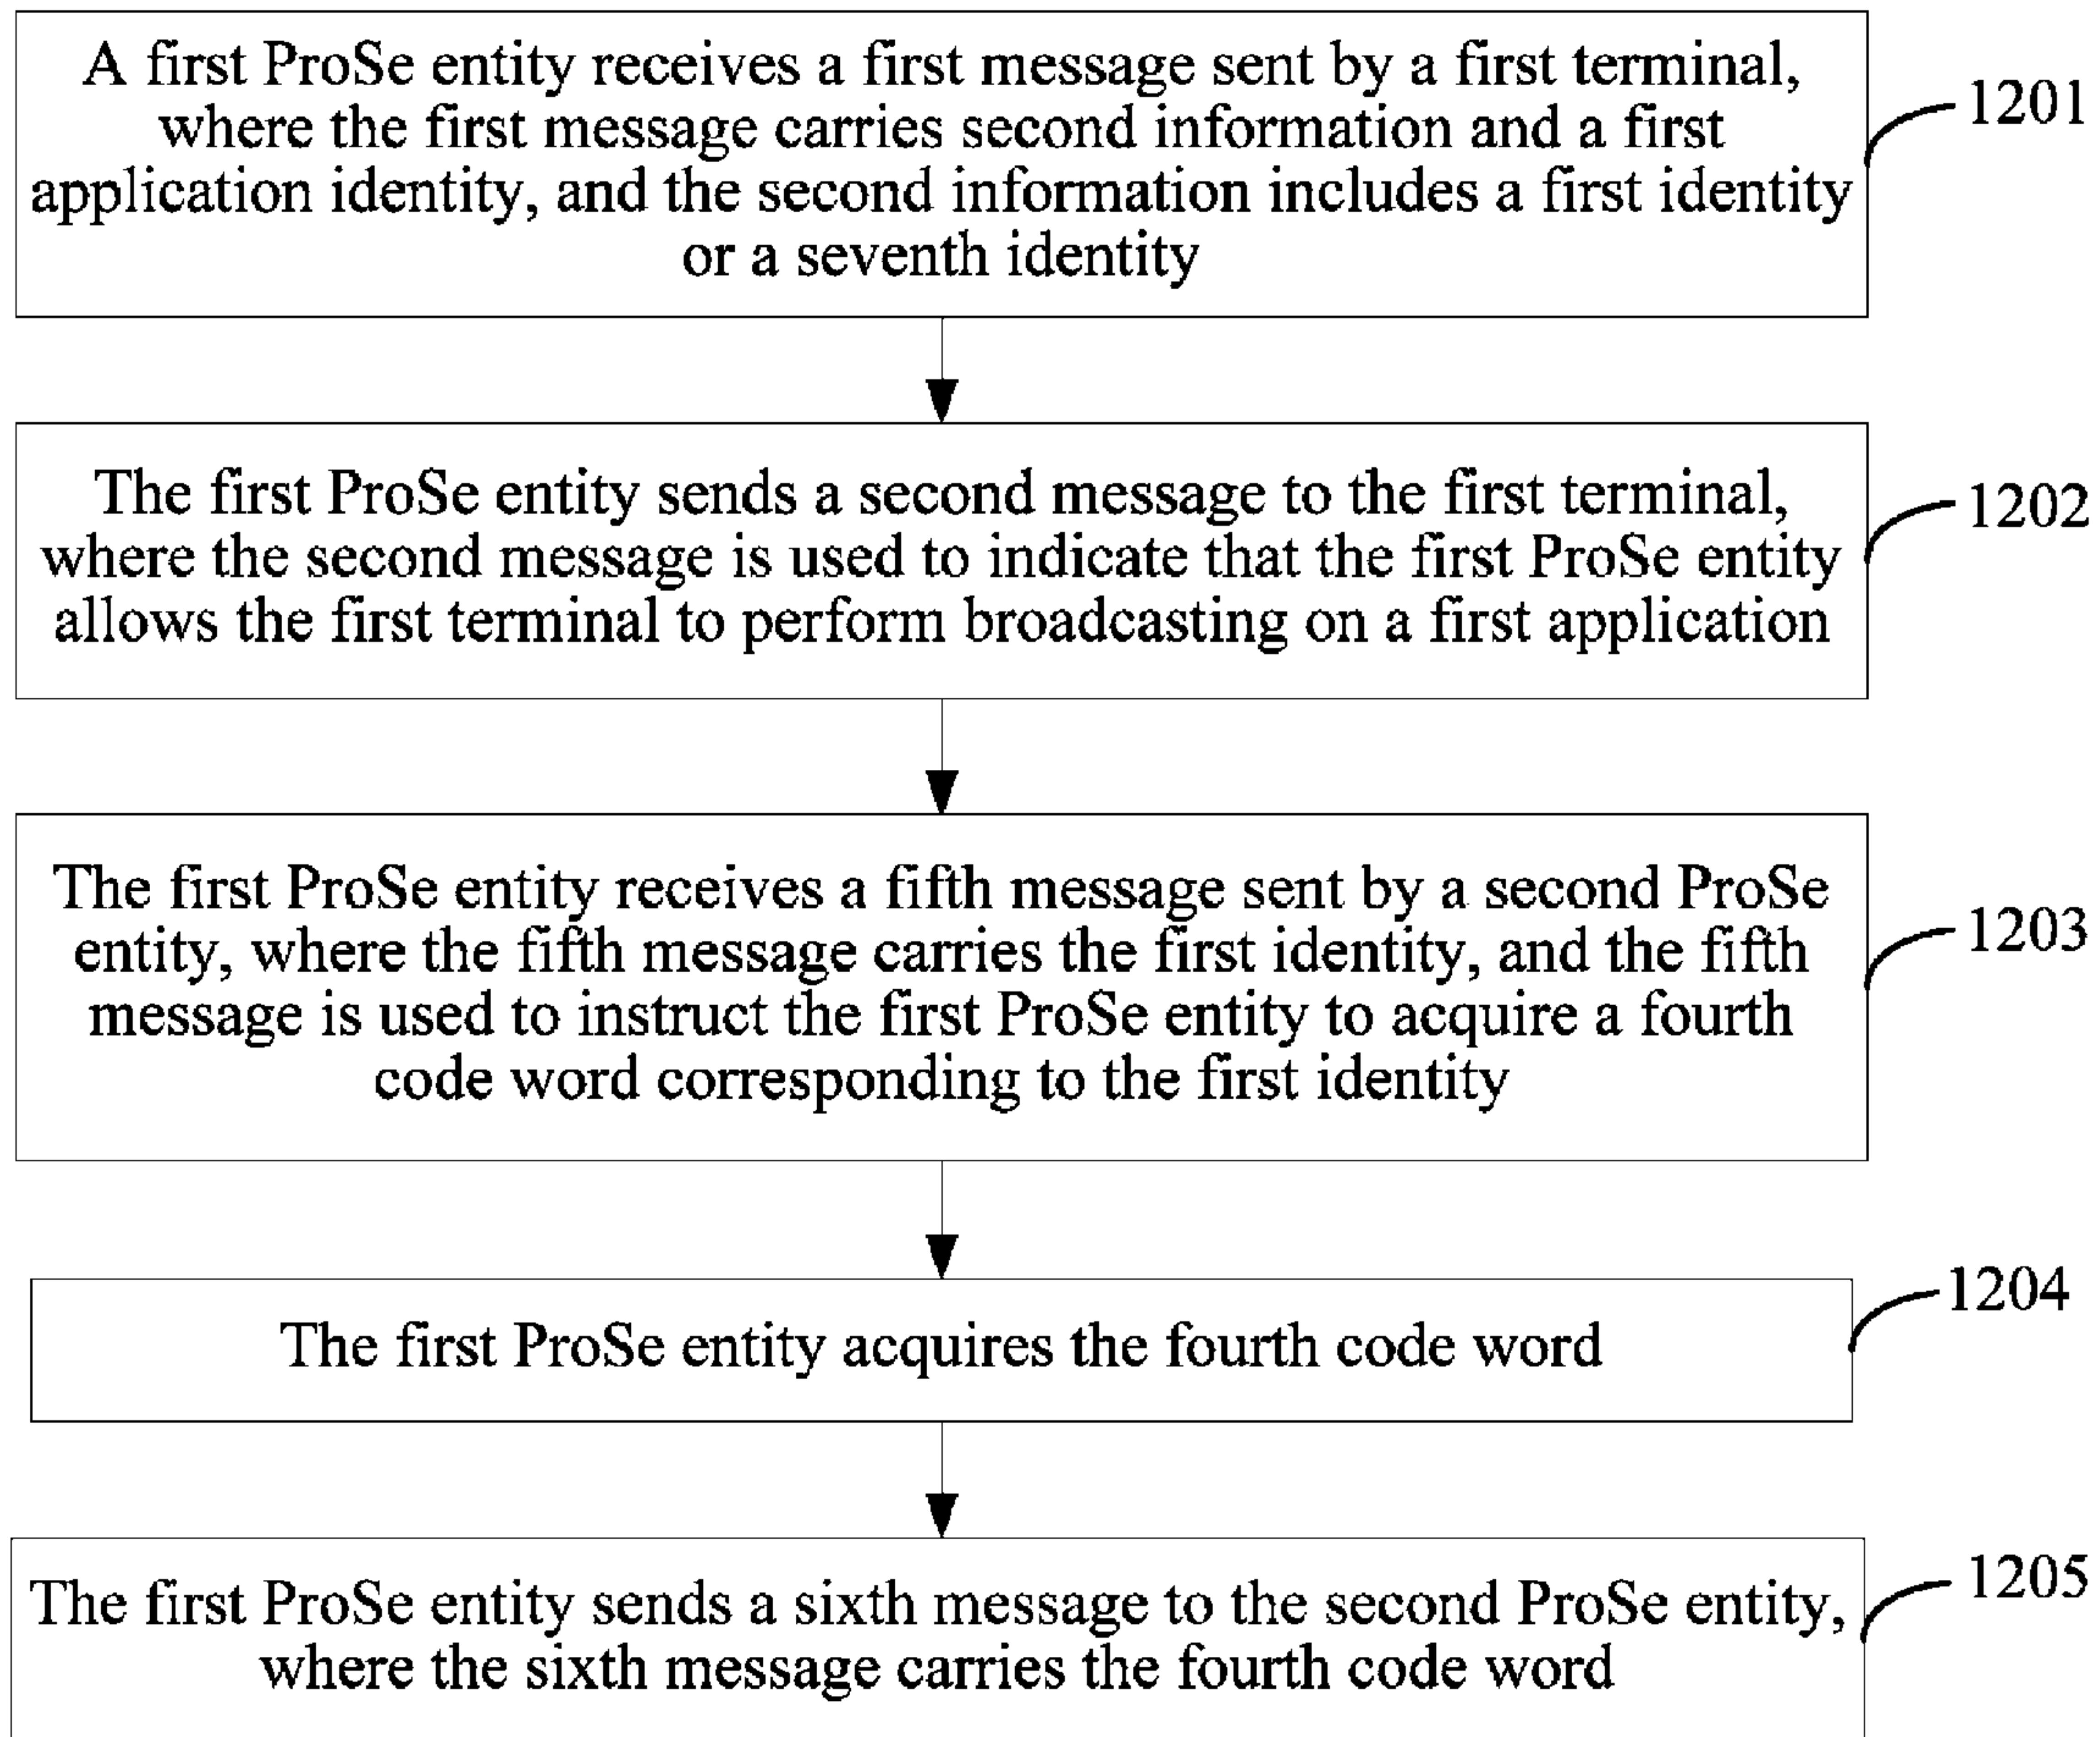 A first ProSe entity receives a first message sent by a first terminal,
where the first message carries second information and a first
application identity, and the second information includes a first identity
or a seventh identity
1201
The first ProSe entity sends a second message to the first terminal,
where the second message is used to indicate that the first ProSe entity
allows the first terminal to perform broadcasting on a first application
1202
The first ProSe entity receives a fifth message sent by a second ProSe
entity, where the fifth message carries the first identity, and the fifth
message is used to instruct the first ProSe entity to acquire a fourth
code word corresponding to the first identity
1203
The first ProSe entity acquires the fourth code word
1204
The first ProSe entity sends a sixth message to the second ProSe entity,
where the sixth message carries the fourth code word
1205